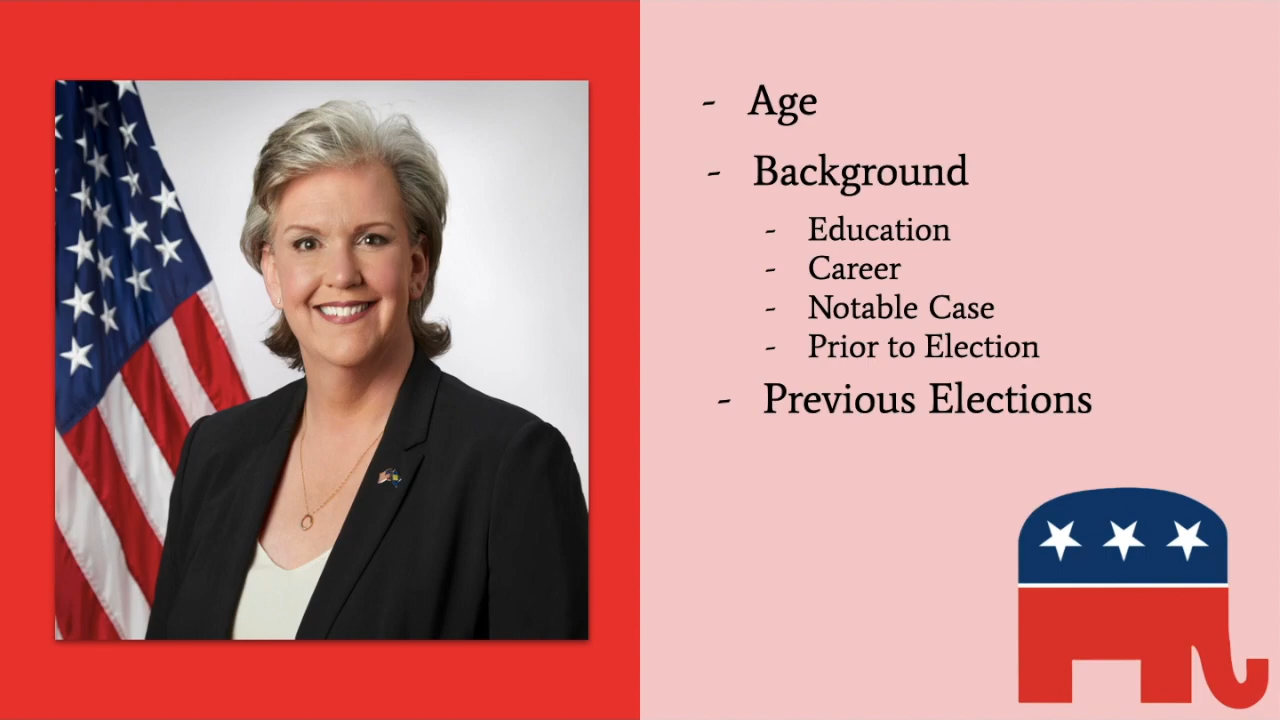 - Age
- Background
- Education
- Career
- Notable Case
- Prior to Election
- Previous Elections